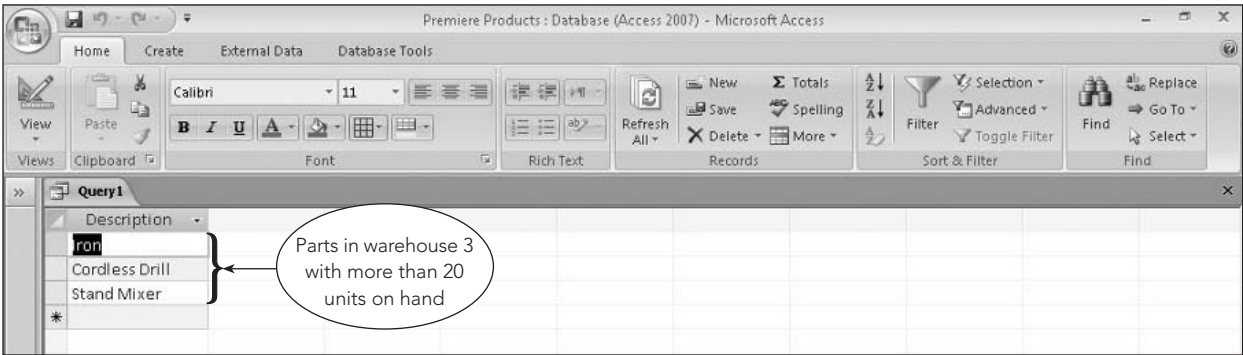 Premiere Products : Database (Access 2007) - Microsoft Access
Home Create External Data Database Tools
View
Views
Paste
Clipboard
Calibri 11
B I U A
Font
Rich Text
Refresh
All
New
Save
Delete
Σ Totals
Spelling
More
Records
Filter
Selection
Advanced
Toggle Filter
Sort & Filter
Find
Replace
Go To
Select
Find
Query1
Description
Iron
Cordless Drill
Stand Mixer
Parts in warehouse 3
with more than 20
units on hand